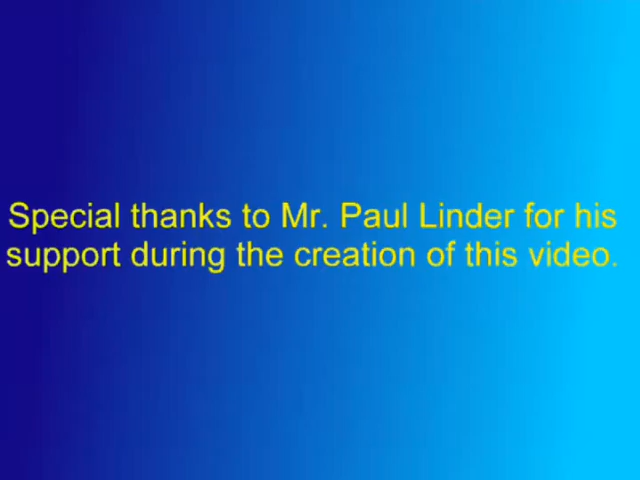 Special thanks to Mr. Paul Linder for his
support during the creation of this video.